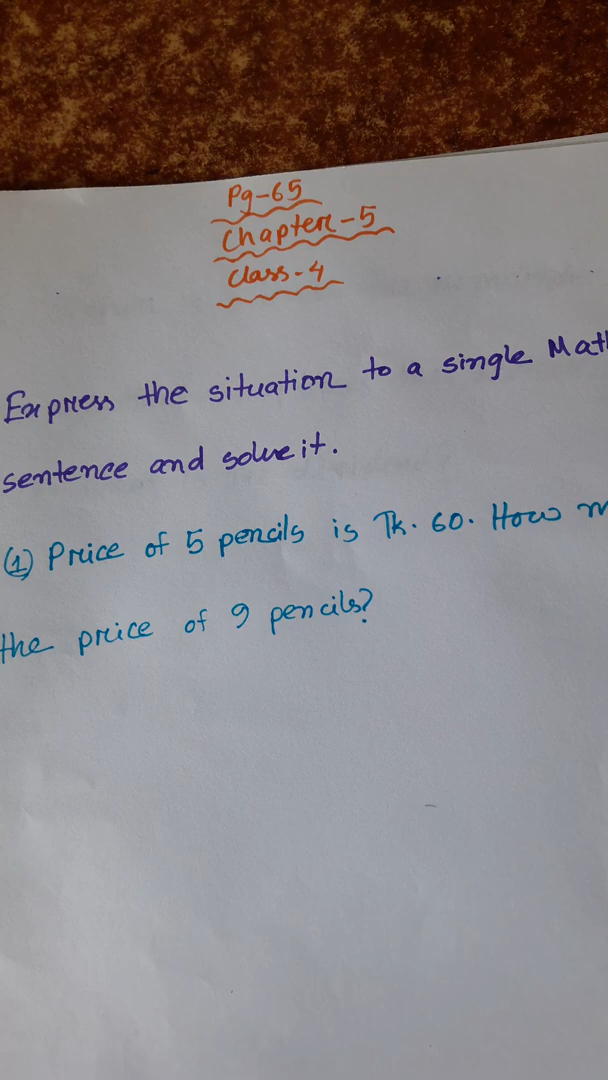 Pg-65
Chapter-5
Class-4
Express the situation to a single Mat
sentence and solve it.
(1) Price of 5 pencils is Tk. 60. How m
the price of 9 pencils?